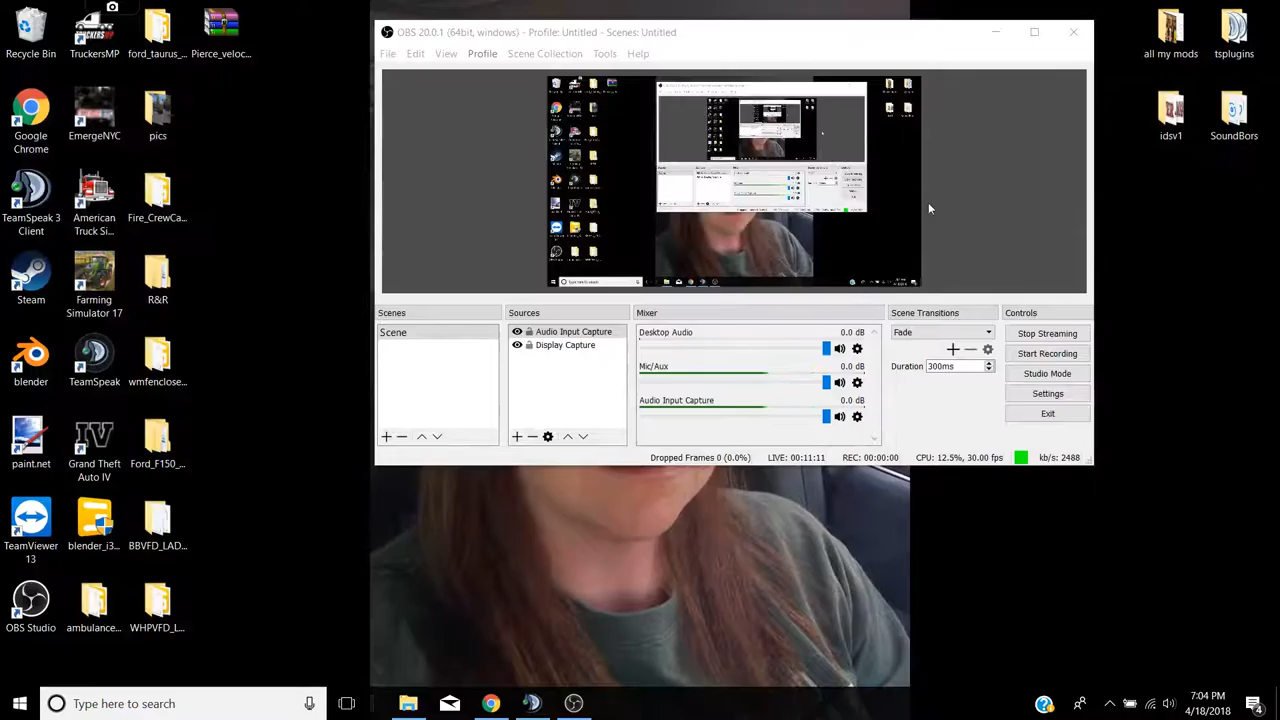 Recycle Bin
TruckersMP
ford_taurus_...
Pierce_veloc...
Google Chrome
EmergeNYC
pics
TeamSpeak 3 Client
American Truck Si...
Fire_CrewCa...
Steam
Farming Simulator 17
R&R
blender
TeamSpeak
wmfenclose...
paint.net
Grand Theft Auto IV
Ford_F150_...
TeamViewer 13
blender_i3...
BBVFD_LAD...
OBS Studio
ambulance...
WHPVFD_L...
OBS 20.0.1 (64bit, windows) - Profile: Untitled - Scenes: Untitled
File Edit View Profile Scene Collection Tools Help
Scenes
Scene
Sources
Audio Input Capture
Display Capture
Mixer
Desktop Audio 0.0 dB
Mic/Aux 0.0 dB
Audio Input Capture 0.0 dB
Scene Transitions
Fade
Duration 300ms
Controls
Stop Streaming
Start Recording
Studio Mode
Settings
Exit
Dropped Frames 0 (0.0%) LIVE: 00:11:11 REC: 00:00:00 CPU: 12.5%, 30.00 fps kb/s: 2488
all my mods
tsplugins
idsv1
SoundBors
Type here to search
7:04 PM
4/18/2018
4